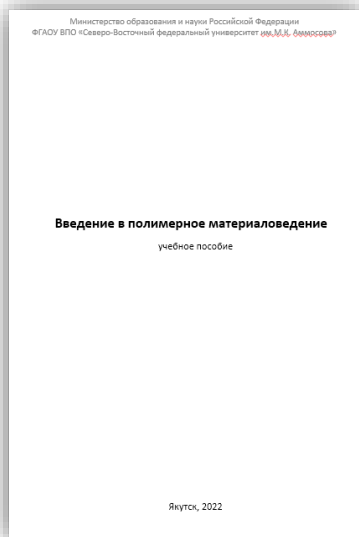 Министерство образования и науки Российской Федерации
ФГАОУ ВПО «Северо-Восточный федеральный университет им.М.К. Аммосова»
Введение в полимерное материаловедение
учебное пособие
Якутск, 2022